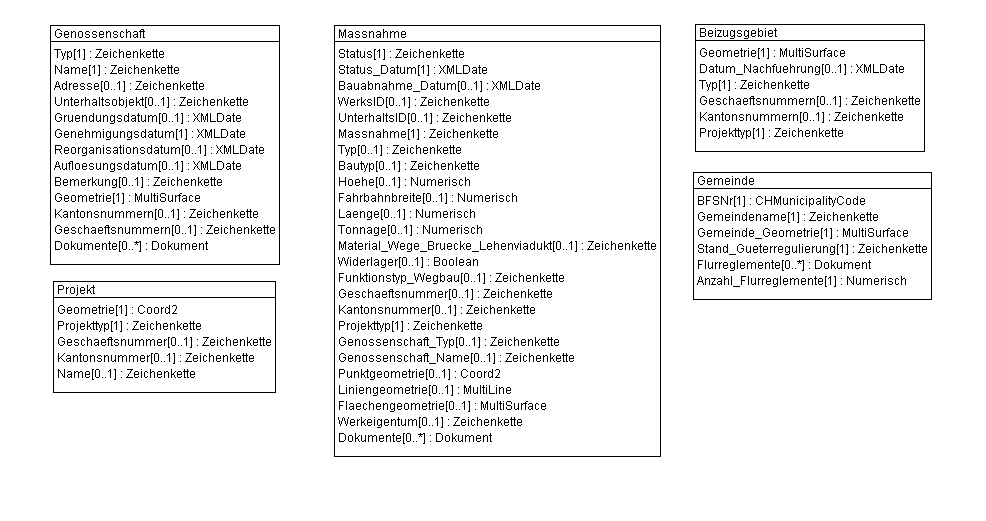 Genossenschaft
Typ[1] : Zeichenkette
Name[1] : Zeichenkette
Adresse[0..1] : Zeichenkette
Unterhaltsobjekt[0..1] : Zeichenkette
Gruendungsdatum[0..1] : XMLDate
Genehmigungsdatum[1] : XMLDate
Reorganisationsdatum[0..1] : XMLDate
Aufloesungsdatum[0..1] : XMLDate
Bemerkung[0..1] : Zeichenkette
Geometrie[1] : MultiSurface
Kantonsnummern[0..1] : Zeichenkette
Geschaeftsnummern[0..1] : Zeichenkette
Dokumente[0..*] : Dokument
Projekt
Geometrie[1] : Coord2
Projekttyp[1] : Zeichenkette
Geschaeftsnummer[0..1] : Zeichenkette
Kantonsnummer[0..1] : Zeichenkette
Name[0..1] : Zeichenkette
Massnahme
Status[1] : Zeichenkette
Status_Datum[1] : XMLDate
Bauabnahme_Datum[0..1] : XMLDate
WerksID[0..1] : Zeichenkette
UnterhaltsID[0..1] : Zeichenkette
Massnahme[1] : Zeichenkette
Typ[0..1] : Zeichenkette
Bautyp[0..1] : Zeichenkette
Hoehe[0..1] : Numerisch
Fahrbahnbreite[0..1] : Numerisch
Laenge[0..1] : Numerisch
Tonnage[0..1] : Numerisch
Material_Wege_Bruecke_Lehenviadukt[0..1] : Zeichenkette
Widerlager[0..1] : Boolean
Funktionstyp_Wegbau[0..1] : Zeichenkette
Geschaeftsnummer[0..1] : Zeichenkette
Kantonsnummer[0..1] : Zeichenkette
Projekttyp[1] : Zeichenkette
Genossenschaft_Typ[0..1] : Zeichenkette
Genossenschaft_Name[0..1] : Zeichenkette
Punktgeometrie[0..1] : Coord2
Liniengeometrie[0..1] : MultiLine
Flaechengeometrie[0..1] : MultiSurface
Werkeigentum[0..1] : Zeichenkette
Dokumente[0..*] : Dokument
Beizugsgebiet
Geometrie[1] : MultiSurface
Datum_Nachfuehrung[0..1] : XMLDate
Typ[1] : Zeichenkette
Geschaeftsnummern[0..1] : Zeichenkette
Kantonsnummern[0..1] : Zeichenkette
Projekttyp[1] : Zeichenkette
Gemeinde
BFSNr[1] : CHMunicipalityCode
Gemeindename[1] : Zeichenkette
Gemeinde_Geometrie[1] : MultiSurface
Stand_Gueterregulierung[1] : Zeichenkette
Flurreglemente[0..*] : Dokument
Anzahl_Flurreglemente[1] : Numerisch